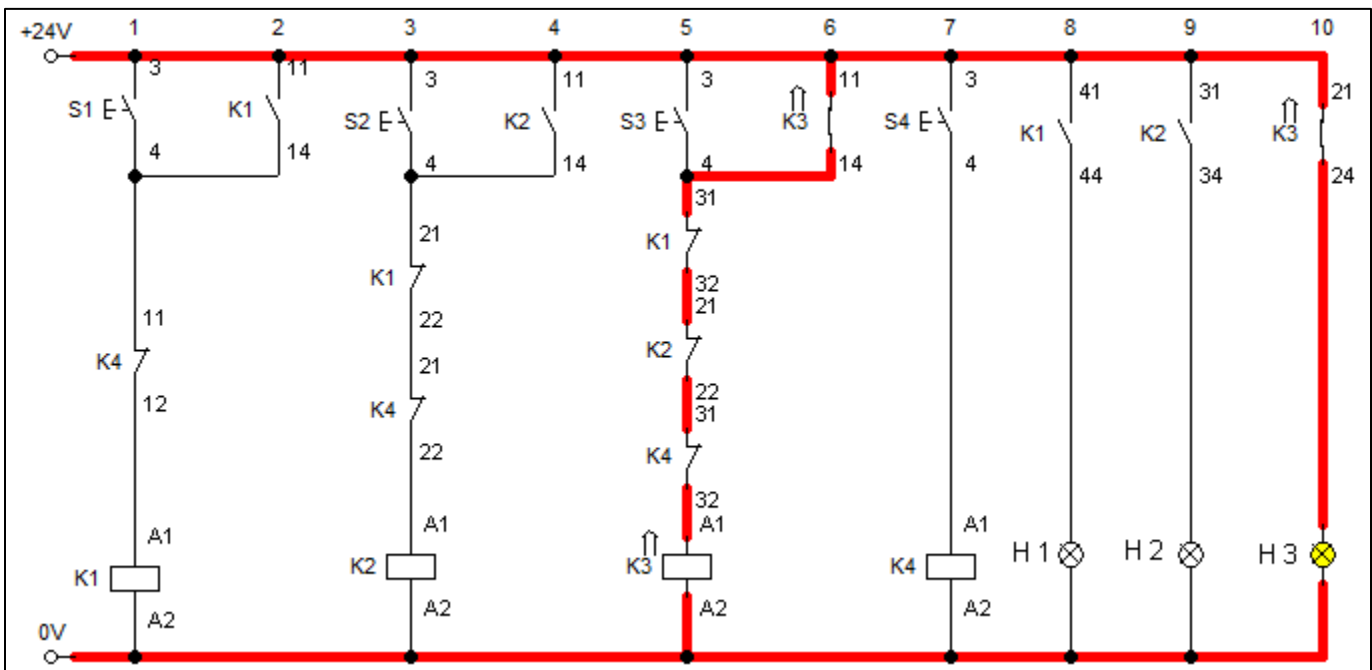 +24V 1 2 3 4 5 6 7 8 9 10
3 11 3 11 3 11 3 41 31 21
S1 K1 S2 K2 S3 K3 S4 K1 K2 K3
4 14 4 14 4 14 4 44 34 24
31
21 K1
K1 32
11 22 21
K4 21 K2
12 K4 22
22 31
K4
32
A1 A1 A1 A1
K1 K2 K3 K4 H 1 H 2 H 3
A2 A2 A2 A2
0V